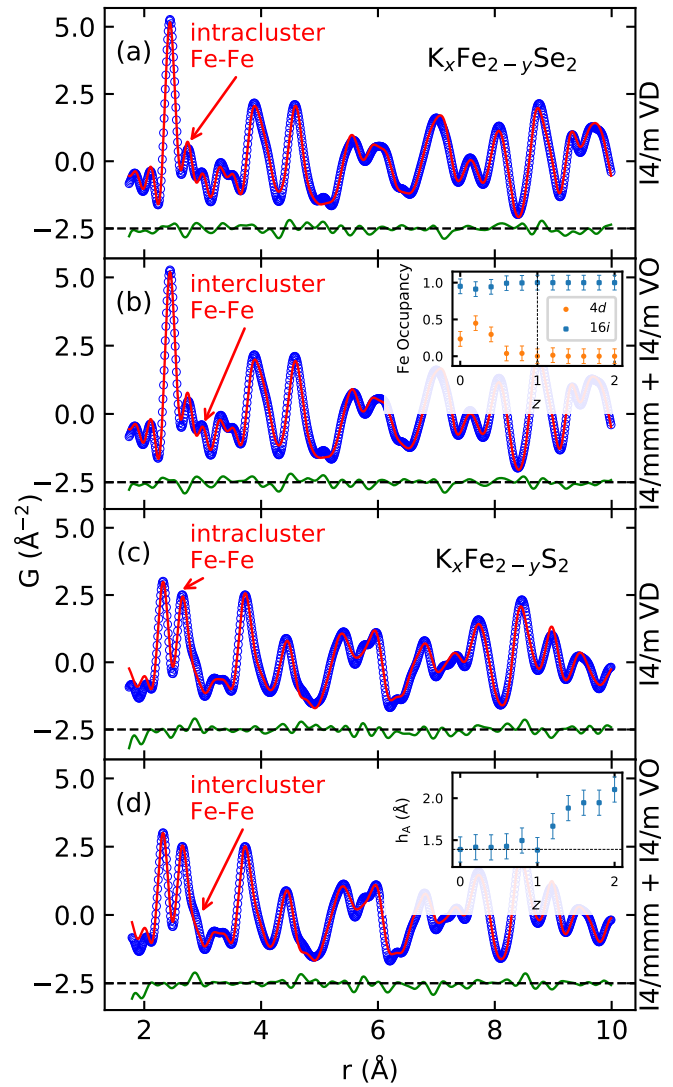 (a)
intracluster
Fe-Fe
KxFe2−ySe2
5.0
2.5
0.0
−2.5
I4/m VD
(b)
intercluster
Fe-Fe
5.0
2.5
0.0
−2.5
Fe Occupancy
1.0
0.5
0.0
4d
16i
0
1
2
z
I4/mmm + I4/m VO
G (Å−2)
(c)
intracluster
Fe-Fe
KxFe2−yS2
5.0
2.5
0.0
−2.5
I4/m VD
(d)
intercluster
Fe-Fe
5.0
2.5
0.0
−2.5
hA (Å)
2.0
1.5
0
1
2
z
I4/mmm + I4/m VO
2
4
6
8
10
r (Å)